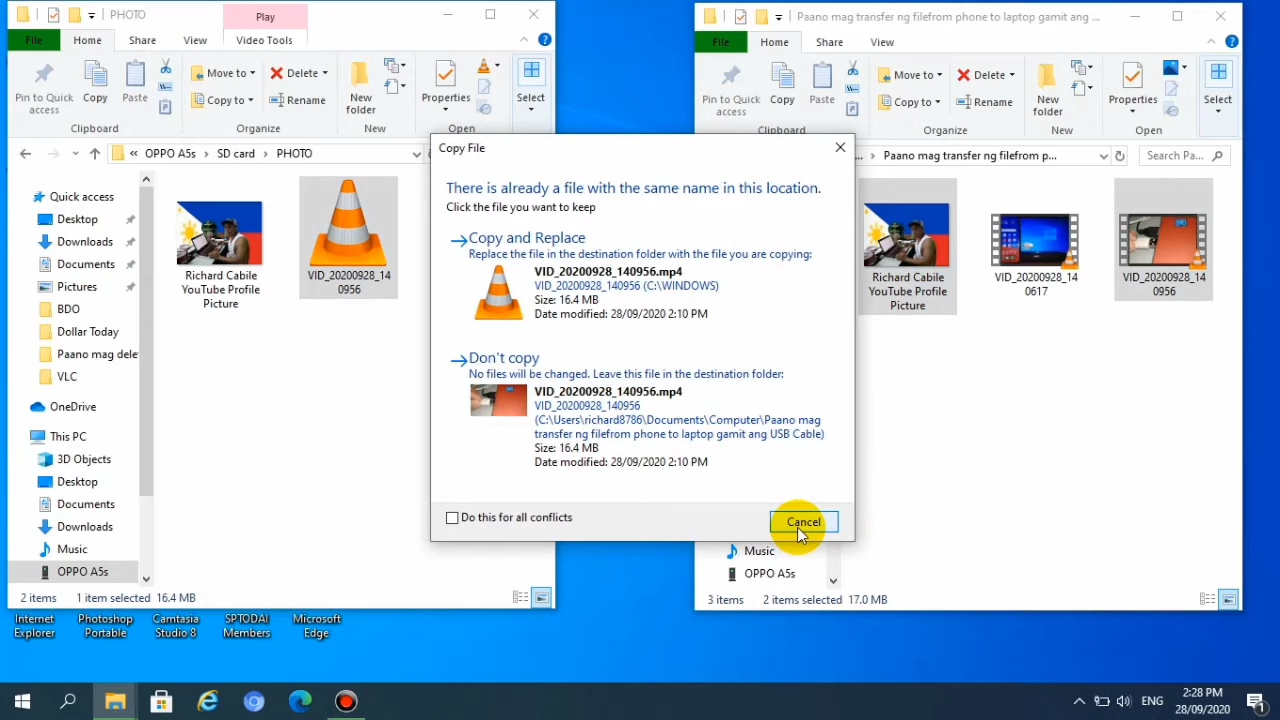 PHOTO
Play
File
Home
Share
View
Video Tools
Pin to Quick
access
Copy
Paste
Move to
Copy to
Delete
Rename
New
folder
Properties
Select
Clipboard
Organize
New
Open
« OPPO A5s › SD card › PHOTO
Quick access
Desktop
Downloads
Documents
Pictures
BDO
Dollar Today
Paano mag dele
VLC
OneDrive
This PC
3D Objects
Desktop
Documents
Downloads
Music
OPPO A5s
Richard Cabile
YouTube Profile
Picture
VID_20200928_14
0956
2 items
1 item selected 16.4 MB
Paano mag transfer ng filefrom phone to laptop gamit ang ...
File
Home
Share
View
Pin to Quick
access
Copy
Paste
Move to
Copy to
Delete
Rename
New
folder
Properties
Select
Clipboard
Organize
New
Open
... › Paano mag transfer ng filefrom p...
Search Pa...
Richard Cabile
YouTube Profile
Picture
VID_20200928_14
0617
VID_20200928_14
0956
Music
OPPO A5s
3 items
2 items selected 17.0 MB
Copy File
There is already a file with the same name in this location.
Click the file you want to keep
Copy and Replace
Replace the file in the destination folder with the file you are copying:
VID_20200928_140956.mp4
VID_20200928_140956 (C:\WINDOWS)
Size: 16.4 MB
Date modified: 28/09/2020 2:10 PM
Don't copy
No files will be changed. Leave this file in the destination folder:
VID_20200928_140956.mp4
VID_20200928_140956
(C:\Users\richard8786\Documents\Computer\Paano mag
transfer ng filefrom phone to laptop gamit ang USB Cable)
Size: 16.4 MB
Date modified: 28/09/2020 2:10 PM
Do this for all conflicts
Cancel
Internet
Explorer
Photoshop
Portable
Camtasia
Studio 8
SPTODAI
Members
Microsoft
Edge
ENG
2:28 PM
28/09/2020
1